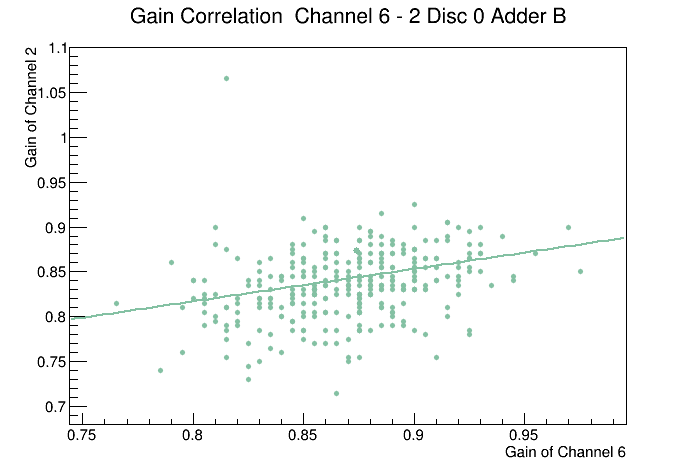 Gain Correlation  Channel 6 - 2 Disc 0 Adder B
Gain of Channel 2
1.1
1.05
1
0.95
0.9
0.85
0.8
0.75
0.7
0.75 0.8 0.85 0.9 0.95
Gain of Channel 6